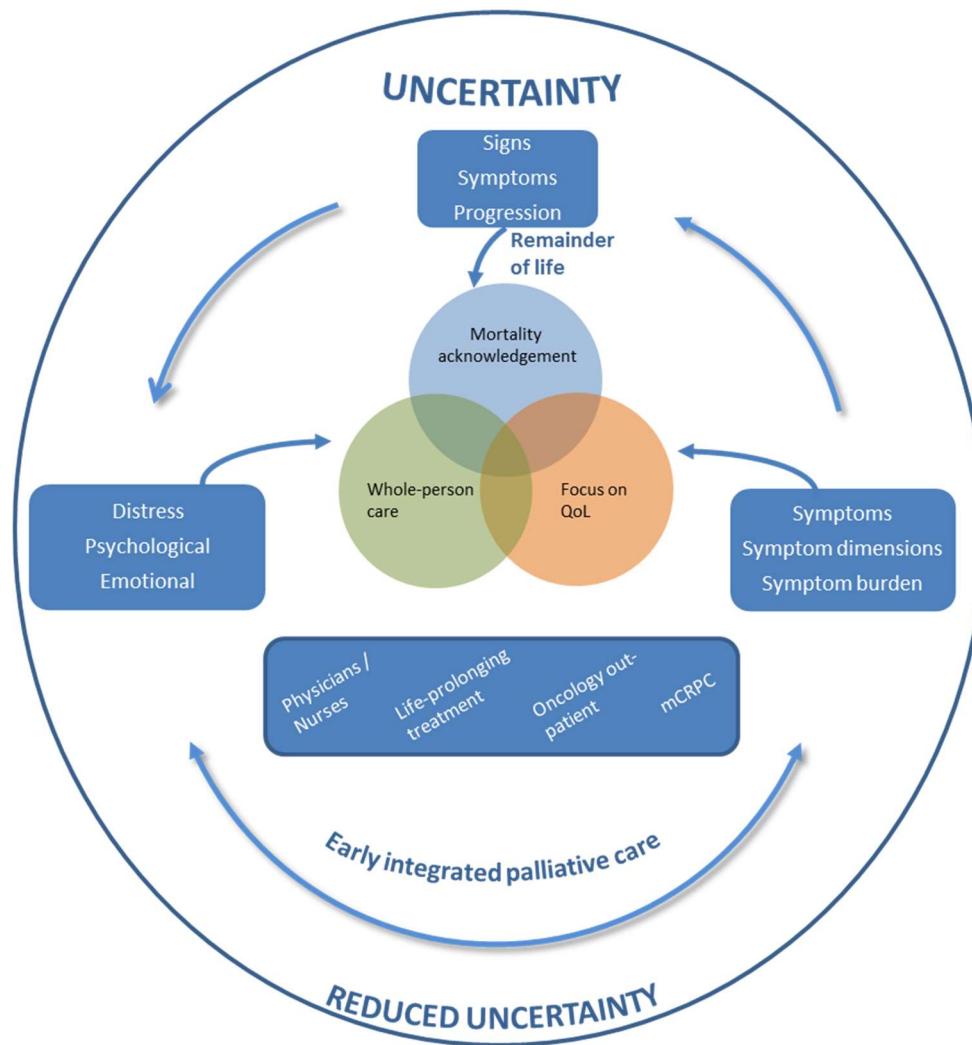 UNCERTAINTY
Signs
Symptoms
Progression
Remainder
of life
Mortality
acknowledgement
Whole-person
care
Focus on
QoL
Distress
Psychological
Emotional
Symptoms
Symptom dimensions
Symptom burden
Physicians /
Nurses
Life-prolonging
treatment
Oncology out-
patient
mCRPC
Early integrated palliative care
REDUCED UNCERTAINTY